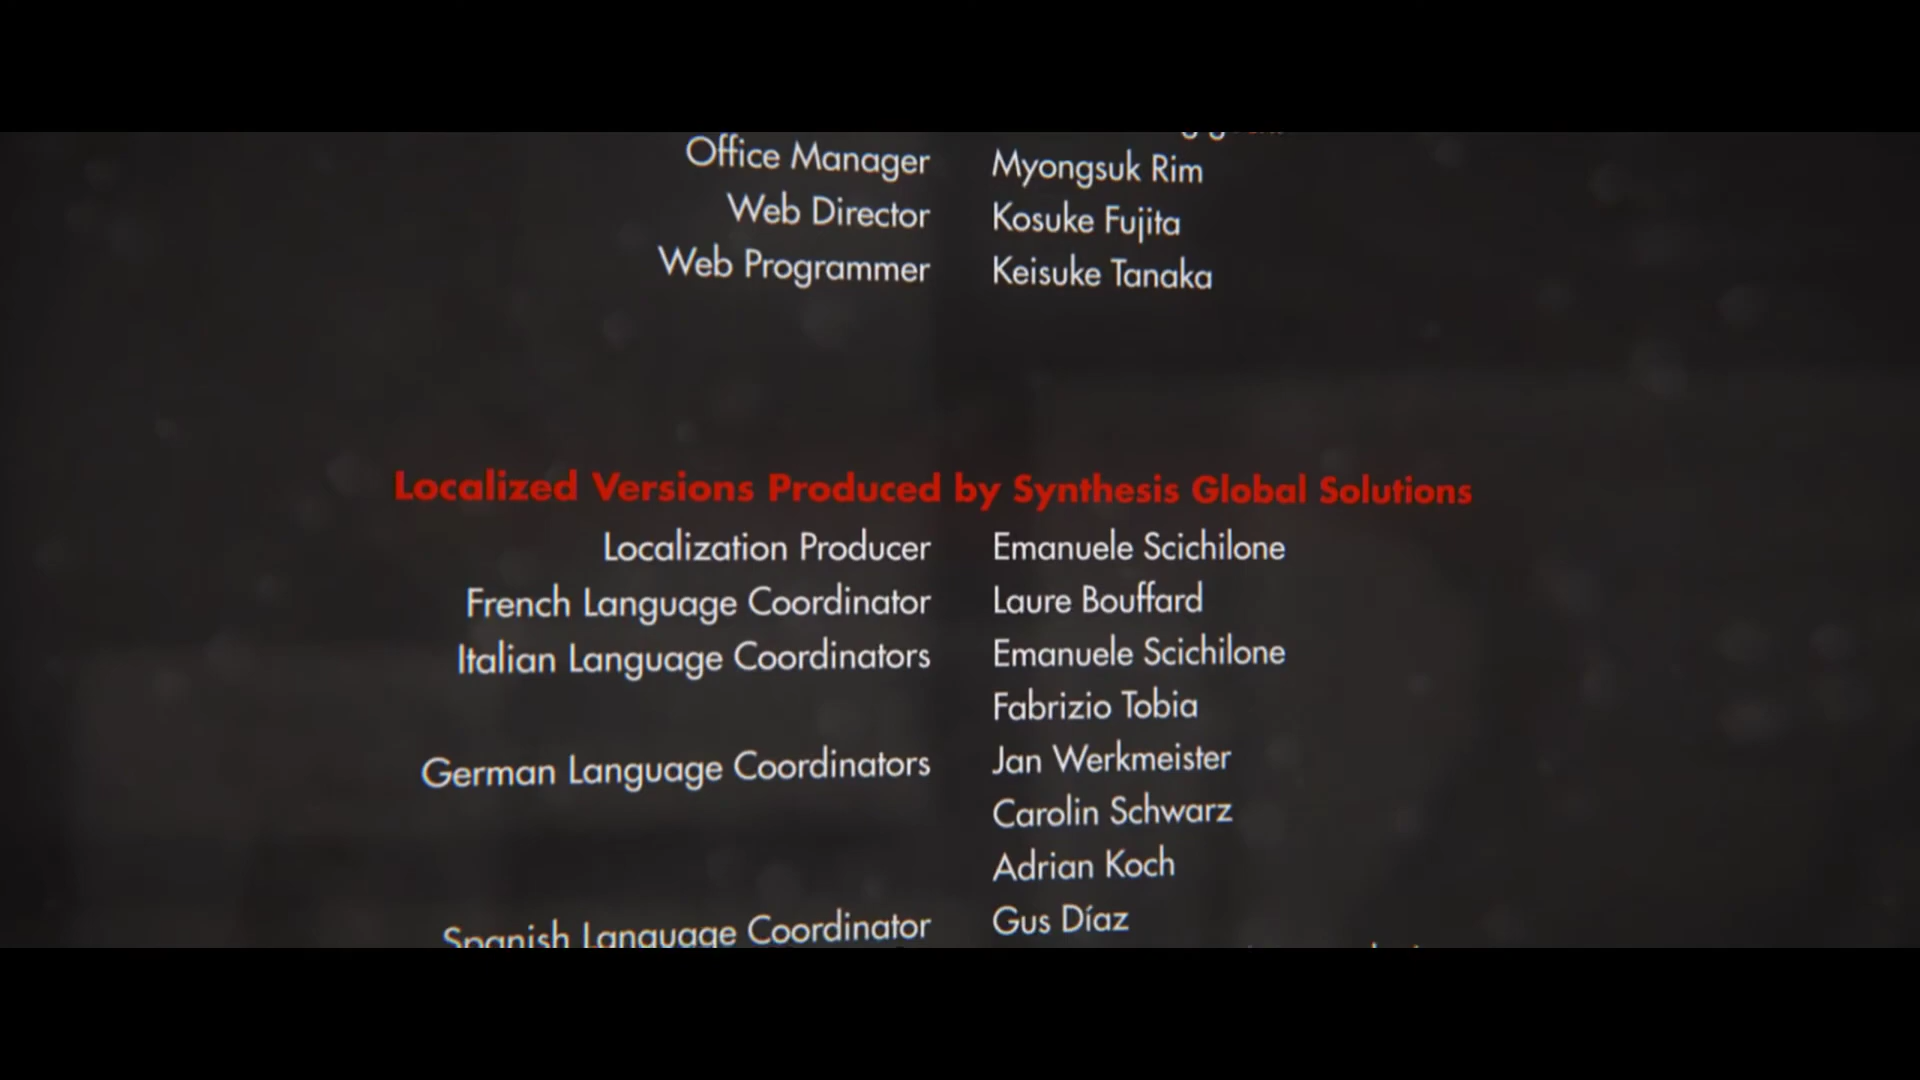 Office Manager Myongsuk Rim
Web Director Kosuke Fujita
Web Programmer Keisuke Tanaka
Localized Versions Produced by Synthesis Global Solutions
Localization Producer Emanuele Scichilone
French Language Coordinator Laure Bouffard
Italian Language Coordinators Emanuele Scichilone
Fabrizio Tobia
German Language Coordinators Jan Werkmeister
Carolin Schwarz
Adrian Koch
Spanish Language Coordinator Gus Díaz